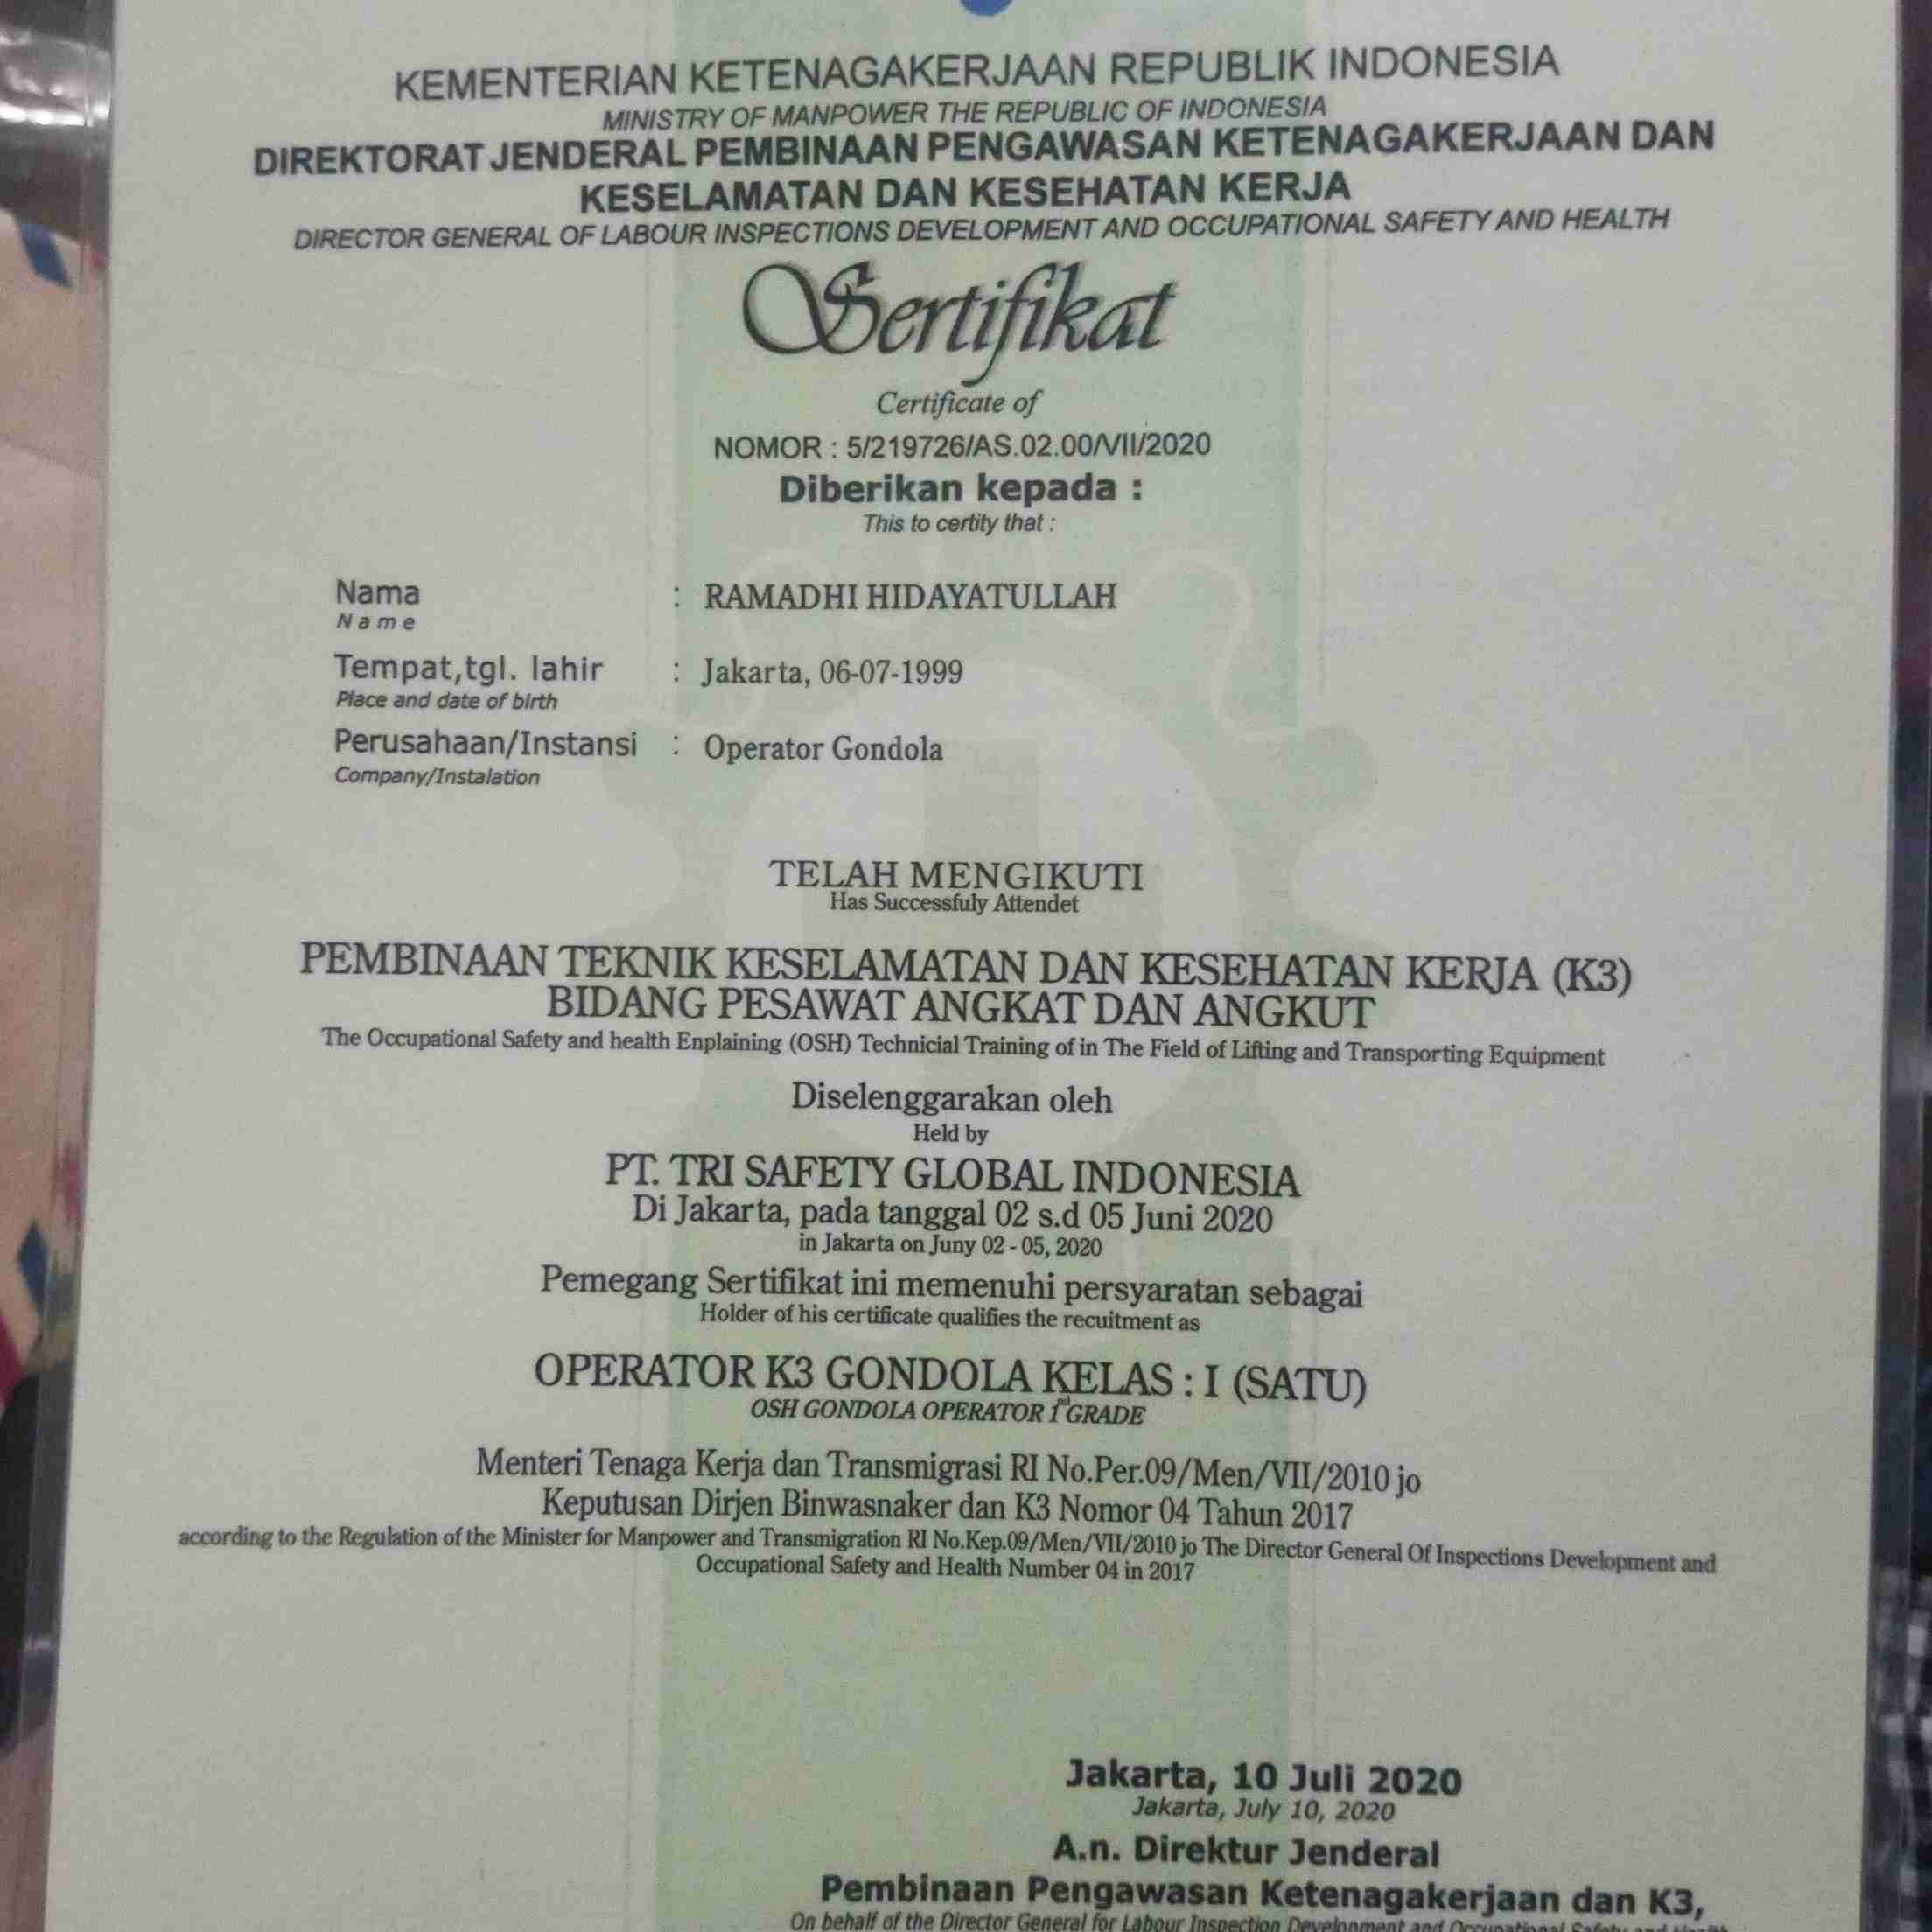 KEMENTERIAN KETENAGAKERJAAN REPUBLIK INDONESIA
MINISTRY OF MANPOWER THE REPUBLIC OF INDONESIA
DIREKTORAT JENDERAL PEMBINAAN PENGAWASAN KETENAGAKERJAAN DAN
KESELAMATAN DAN KESEHATAN KERJA
DIRECTOR GENERAL OF LABOUR INSPECTIONS DEVELOPMENT AND OCCUPATIONAL SAFETY AND HEALTH
Sertifikat
Certificate of
NOMOR : 5/219726/AS.02.00/VII/2020
Diberikan kepada :
This to certity that :
Nama : RAMADHI HIDAYATULLAH
Name
Tempat,tgl. lahir : Jakarta, 06-07-1999
Place and date of birth
Perusahaan/Instansi : Operator Gondola
Company/Instalation
TELAH MENGIKUTI
Has Successfuly Attendet
PEMBINAAN TEKNIK KESELAMATAN DAN KESEHATAN KERJA (K3)
BIDANG PESAWAT ANGKAT DAN ANGKUT
The Occupational Safety and health Enplaining (OSH) Technicial Training of in The Field of Lifting and Transporting Equipment
Diselenggarakan oleh
Held by
PT. TRI SAFETY GLOBAL INDONESIA
Di Jakarta, pada tanggal 02 s.d 05 Juni 2020
in Jakarta on Juny 02 - 05, 2020
Pemegang Sertifikat ini memenuhi persyaratan sebagai
Holder of his certificate qualifies the recuitment as
OPERATOR K3 GONDOLA KELAS : I (SATU)
OSH GONDOLA OPERATOR 1st GRADE
Menteri Tenaga Kerja dan Transmigrasi RI No.Per.09/Men/VII/2010 jo
Keputusan Dirjen Binwasnaker dan K3 Nomor 04 Tahun 2017
according to the Regulation of the Minister for Manpower and Transmigration RI No.Kep.09/Men/VII/2010 jo The Director General Of Inspections Development and
Occupational Safety and Health Number 04 in 2017
Jakarta, 10 Juli 2020
Jakarta, July 10, 2020
A.n. Direktur Jenderal
Pembinaan Pengawasan Ketenagakerjaan dan K3,
On behalf of the Director General for Labour Inspection Development and Occupational Safety and Health